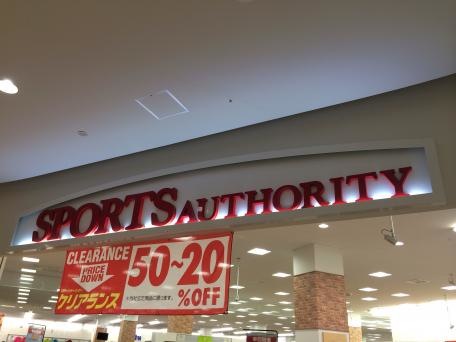 SPORTS AUTHORITY
CLEARANCE
PRICE
DOWN
クリアランス
50~20
%OFF